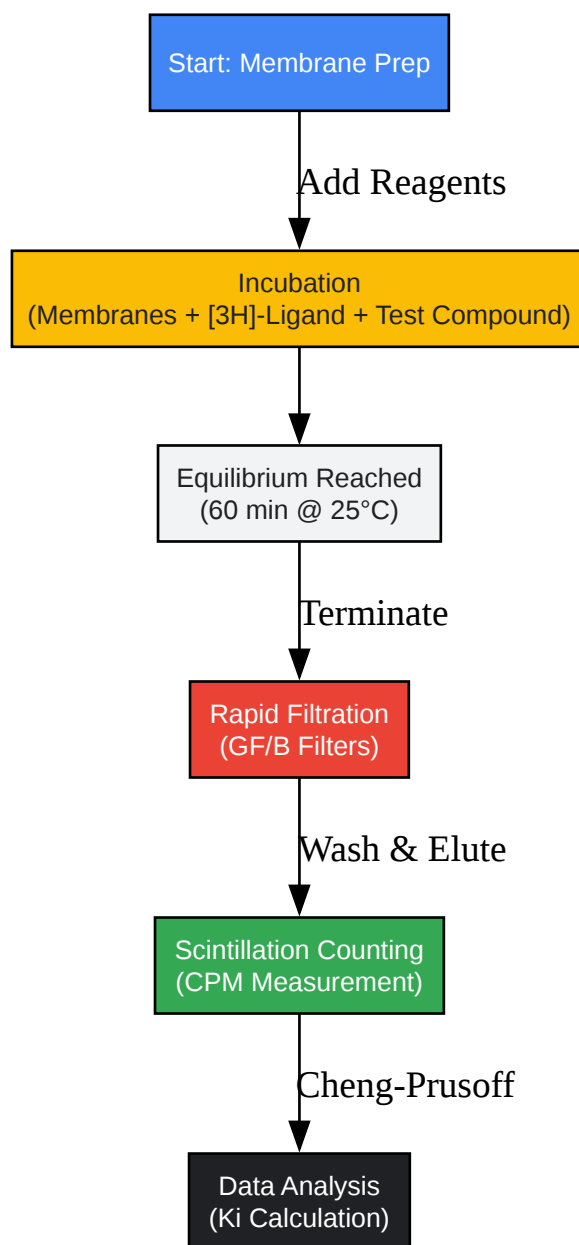 Start: Membrane Prep
Add Reagents
Incubation
(Membranes + [3H]-Ligand + Test Compound)
Equilibrium Reached
(60 min @ 25°C)
Terminate
Rapid Filtration
(GF/B Filters)
Wash & Elute
Scintillation Counting
(CPM Measurement)
Cheng-Prusoff
Data Analysis
(Ki Calculation)